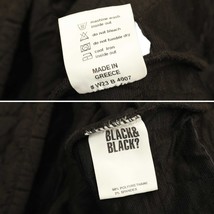 machine wash
inside out
do not bleach
do not tumble dry
cool iron
inside out
MADE IN
GREECE
BLACK&
BLACK?